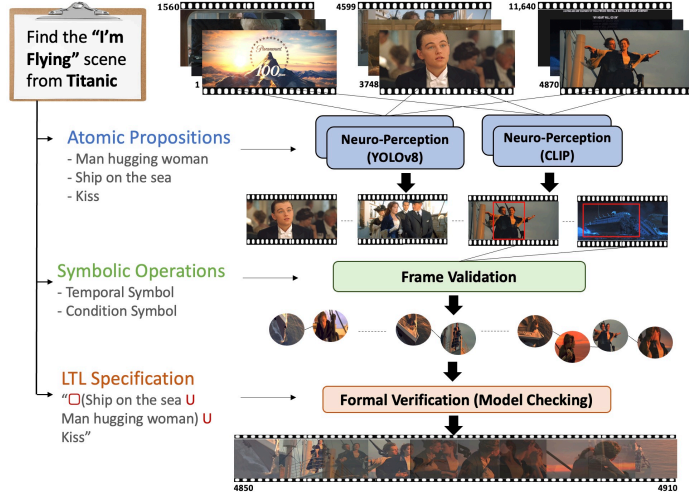 Find the “I’m
Flying” scene
from Titanic
1560
4599
11,640
Paramount
100
1
3748
4870
Atomic Propositions
- Man hugging woman
- Ship on the sea
- Kiss
Neuro-Perception
(YOLOv8)
Neuro-Perception
(CLIP)
Symbolic Operations
- Temporal Symbol
- Condition Symbol
Frame Validation
LTL Specification
“□(Ship on the sea U
Man hugging woman) U
Kiss”
Formal Verification (Model Checking)
4850
4910